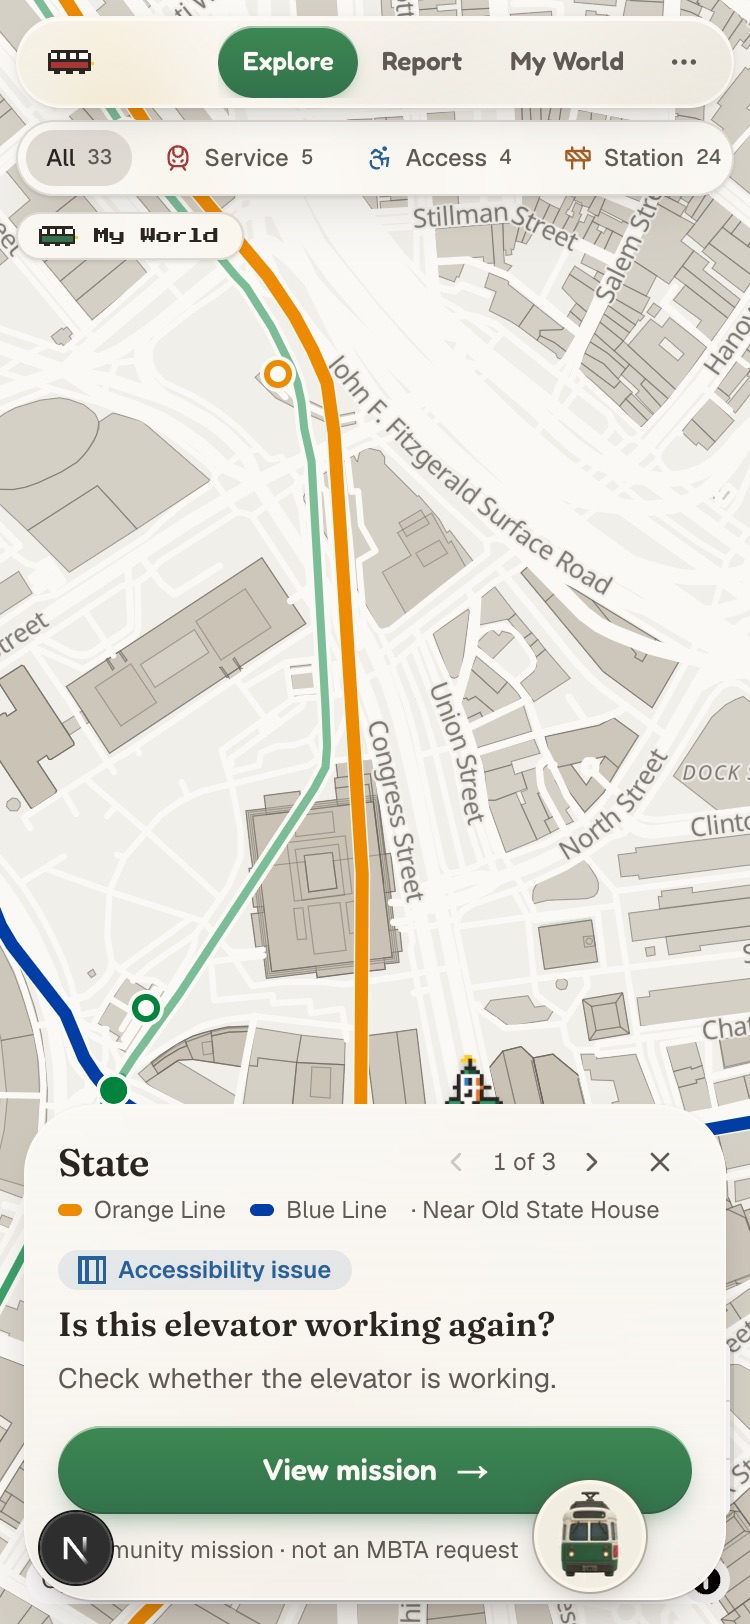 Explore Report My World ...
All 33 Service 5 Access 4 Station 24
My World
Stillman Street
Salem
John F. Fitzgerald Surface Road
Union Street
Congress Street
North Street
DOCK
State
1 of 3
Orange Line Blue Line · Near Old State House
Accessibility issue
Is this elevator working again?
Check whether the elevator is working.
View mission →
N
munity mission · not an MBTA request